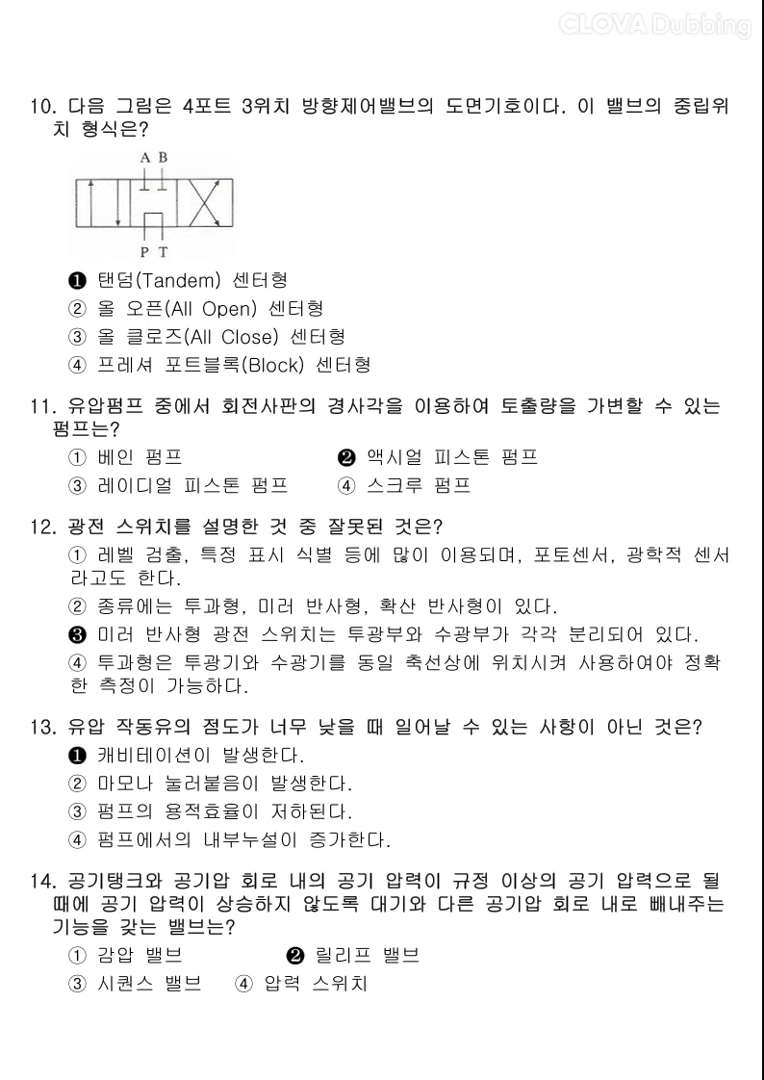 CLOVA Dubbing
10. 다음 그림은 4포트 3위치 방향제어밸브의 도면기호이다. 이 밸브의 중립위
치 형식은?
A B
P T
❶ 탠덤(Tandem) 센터형
② 올 오픈(All Open) 센터형
③ 올 클로즈(All Close) 센터형
④ 프레셔 포트블록(Block) 센터형
11. 유압펌프 중에서 회전사판의 경사각을 이용하여 토출량을 가변할 수 있는
펌프는?
① 베인 펌프 ❷ 액시얼 피스톤 펌프
③ 레이디얼 피스톤 펌프 ④ 스크루 펌프
12. 광전 스위치를 설명한 것 중 잘못된 것은?
① 레벨 검출, 특정 표시 식별 등에 많이 이용되며, 포토센서, 광학적 센서
라고도 한다.
② 종류에는 투과형, 미러 반사형, 확산 반사형이 있다.
❸ 미러 반사형 광전 스위치는 투광부와 수광부가 각각 분리되어 있다.
④ 투과형은 투광기와 수광기를 동일 축선상에 위치시켜 사용하여야 정확
한 측정이 가능하다.
13. 유압 작동유의 점도가 너무 낮을 때 일어날 수 있는 사항이 아닌 것은?
❶ 캐비테이션이 발생한다.
② 마모나 눌러붙음이 발생한다.
③ 펌프의 용적효율이 저하된다.
④ 펌프에서의 내부누설이 증가한다.
14. 공기탱크와 공기압 회로 내의 공기 압력이 규정 이상의 공기 압력으로 될
때에 공기 압력이 상승하지 않도록 대기와 다른 공기압 회로 내로 빼내주는
기능을 갖는 밸브는?
① 감압 밸브 ❷ 릴리프 밸브
③ 시퀀스 밸브 ④ 압력 스위치